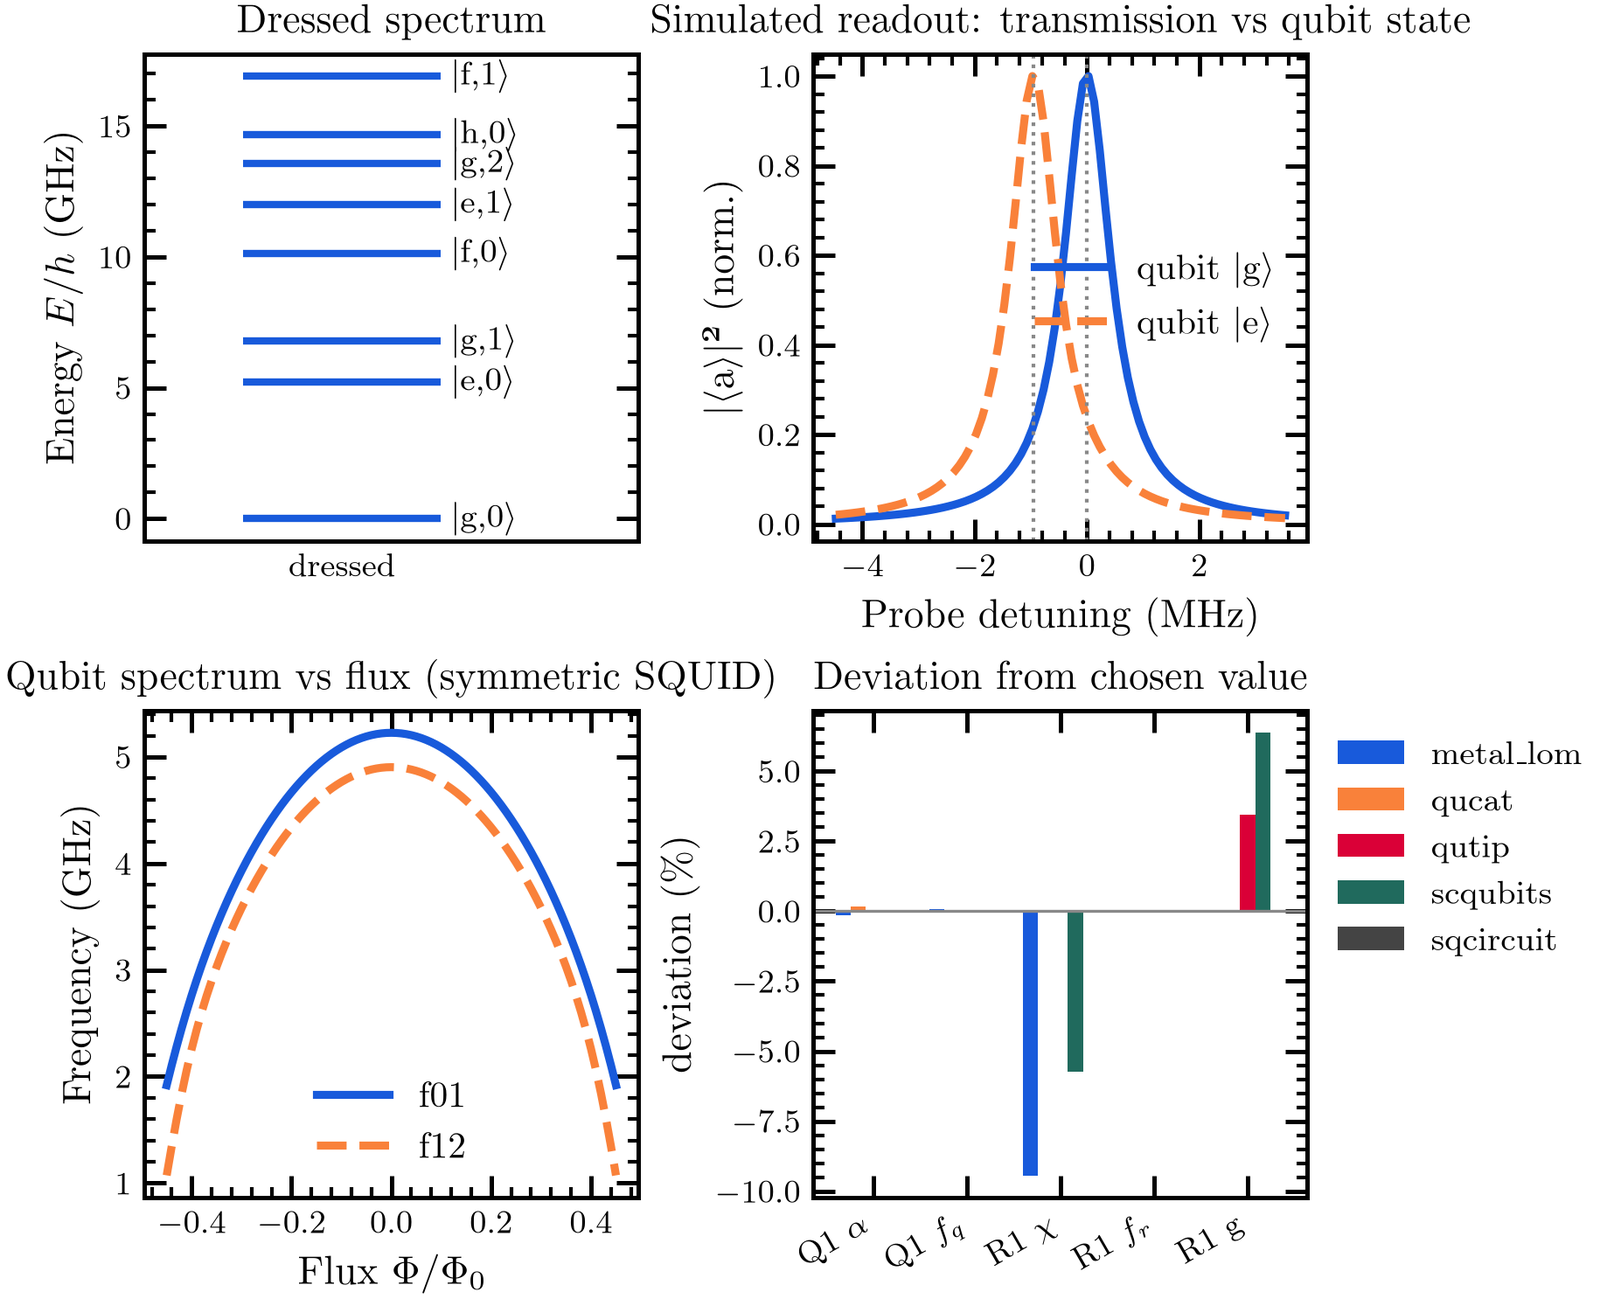 Dressed spectrum
Energy E/h (GHz)
15
10
5
0
|f,1⟩
|h,0⟩
|g,2⟩
|e,1⟩
|f,0⟩
|g,1⟩
|e,0⟩
|g,0⟩
dressed
Simulated readout: transmission vs qubit state
|⟨a⟩|² (norm.)
1.0
0.8
0.6
0.4
0.2
0.0
qubit |g⟩
qubit |e⟩
−4 −2 0 2
Probe detuning (MHz)
Qubit spectrum vs flux (symmetric SQUID)
Frequency (GHz)
5
4
3
2
1
f01
f12
−0.4 −0.2 0.0 0.2 0.4
Flux Φ/Φ₀
Deviation from chosen value
deviation (%)
5.0
2.5
0.0
−2.5
−5.0
−7.5
−10.0
Q1 α
Q1 f_q
R1 χ
R1 f_r
R1 g
metal_lom
qucat
qutip
scqubits
sqcircuit